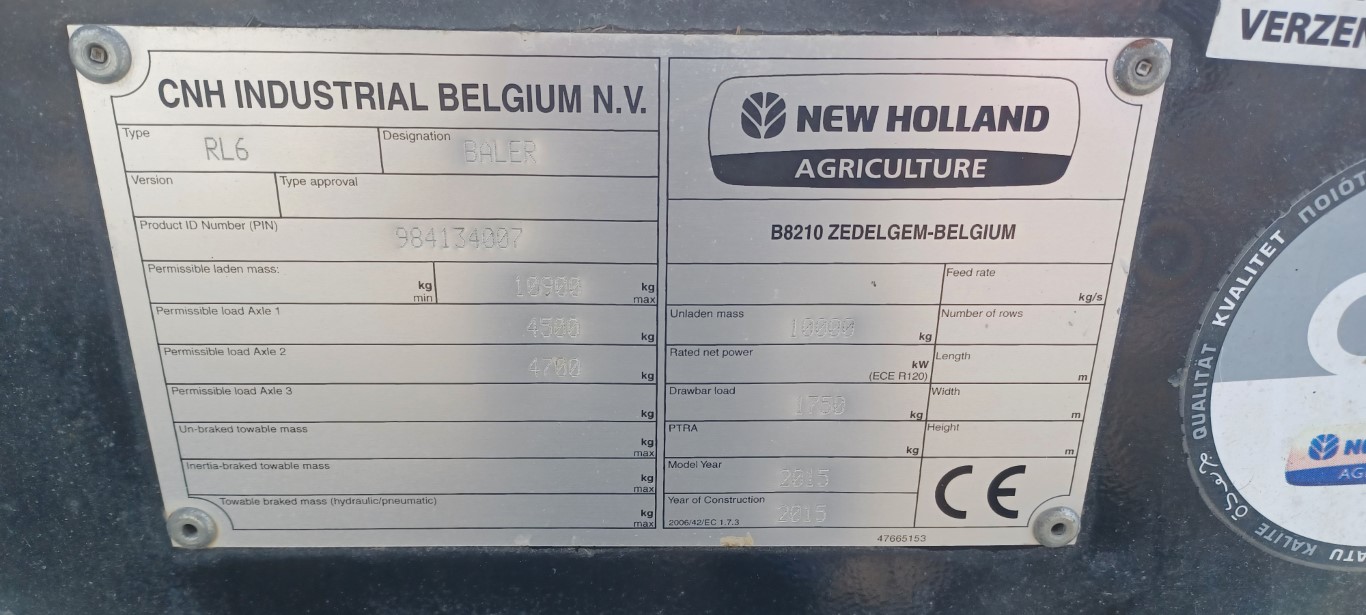 CNH INDUSTRIAL BELGIUM N.V.
Type
RL6
Designation
BALER
Version
Type approval
Product ID Number (PIN)
984134007
Permissible laden mass:
kg
min
10900
kg
max
Permissible load Axle 1
4500
kg
Permissible load Axle 2
4700
kg
Permissible load Axle 3
kg
Un-braked towable mass
kg
max
Inertia-braked towable mass
kg
max
Towable braked mass (hydraulic/pneumatic)
kg
max
NEW HOLLAND
AGRICULTURE
B8210 ZEDELGEM-BELGIUM
Feed rate
kg/s
Unladen mass
10000
kg
Number of rows
Rated net power
kW
(ECE R120)
Length
m
Drawbar load
1750
kg
Width
m
PTRA
kg
Height
m
Model Year
2015
Year of Construction
2006/42/EC 1.7.3
2015
CE
47665153
QUALITÄT KVALITET
KALITE